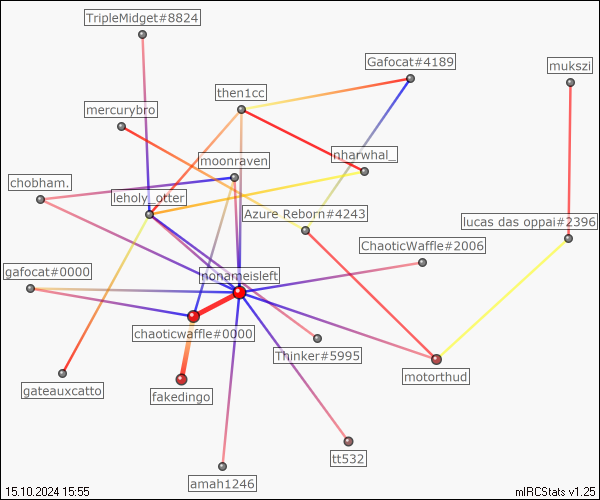 TripleMidget#8824
Gafocat#4189
mukszi
then1cc
mercurybro
nharwhal_
moonraven
chobham.
leholy_otter
Azure Reborn#4243
lucas das oppai#2396
ChaoticWaffle#2006
gafocat#0000
nonameisleft
chaoticwaffle#0000
Thinker#5995
motorthud
gateauxcatto
fakedingo
tt532
amah1246
15.10.2024 15:55
mIRCStats v1.25